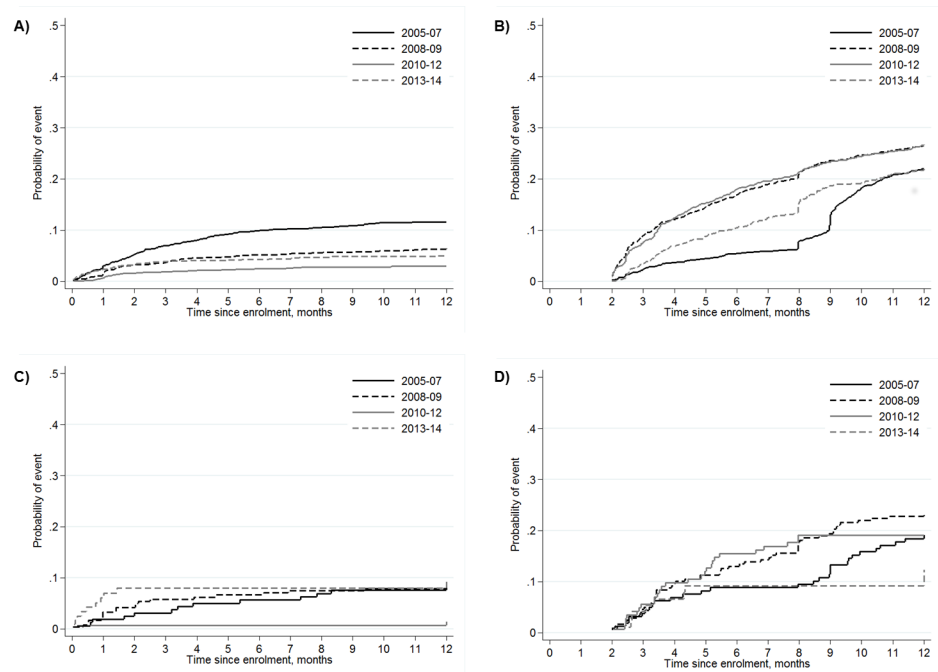 A)
.5
.4
.3
.2
.1
0
Probability of event
2005-07
2008-09
2010-12
2013-14
0 1 2 3 4 5 6 7 8 9 10 11 12
Time since enrolment, months
B)
.5
.4
.3
.2
.1
0
Probability of event
2005-07
2008-09
2010-12
2013-14
0 1 2 3 4 5 6 7 8 9 10 11 12
Time since enrolment, months
C)
.5
.4
.3
.2
.1
0
Probability of event
2005-07
2008-09
2010-12
2013-14
0 1 2 3 4 5 6 7 8 9 10 11 12
Time since enrolment, months
D)
.5
.4
.3
.2
.1
0
Probability of event
2005-07
2008-09
2010-12
2013-14
0 1 2 3 4 5 6 7 8 9 10 11 12
Time since enrolment, months